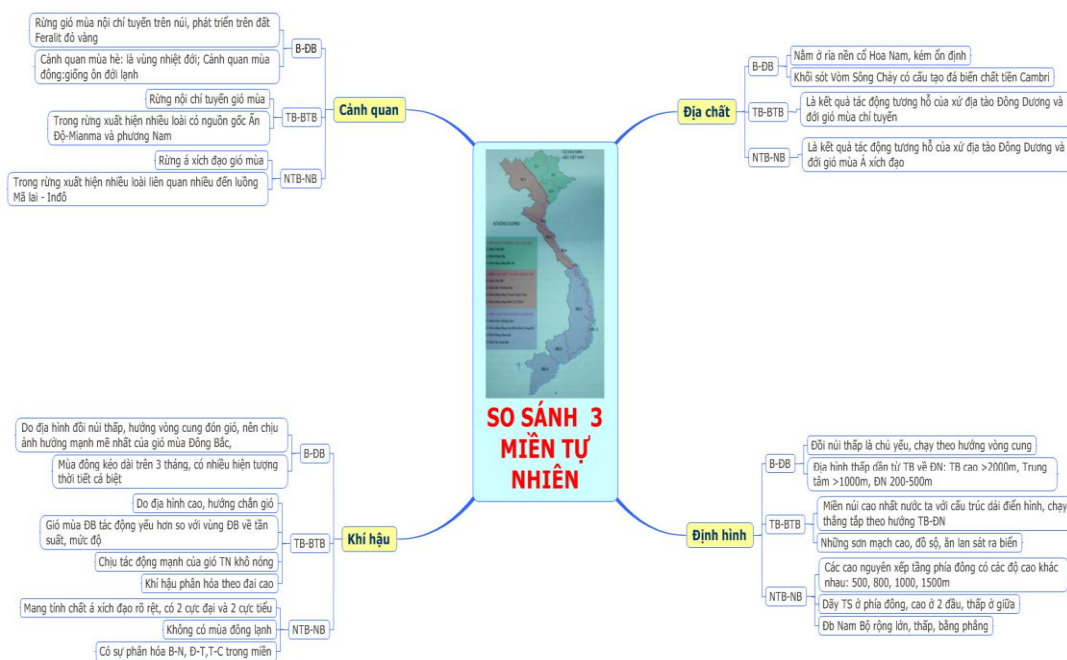 Rừng gió mùa nội chí tuyến trên núi, phát triển trên đất
Feralit đỏ vàng
Cảnh quan mùa hè: là vùng nhiệt đới; Cảnh quan mùa
đông:giống ôn đới lạnh
B-ĐB
Rừng nội chí tuyến gió mùa
Trong rừng xuất hiện nhiều loài có nguồn gốc Ấn
Độ-Mianma và phương Nam
TB-BTB
Rừng á xích đạo gió mùa
Trong rừng xuất hiện nhiều loài liên quan nhiều đến luồng
Mã lai - Inđô
NTB-NB
Cảnh quan
Địa chất
B-ĐB
Nằm ở rìa nền cổ Hoa Nam, kém ổn định
Khối sót Vòm Sông Chảy có cấu tạo đá biến chất tiền Cambri
TB-BTB
Là kết quả tác động tương hỗ của xứ địa tào Đông Dương và
đới gió mùa chí tuyến
NTB-NB
Là kết quả tác động tương hỗ của xứ địa tào Đông Dương và
đới gió mùa Á xích đạo
SO SÁNH 3
MIỀN TỰ
NHIÊN
Do địa hình đồi núi thấp, hướng vòng cung đón gió, nên chịu
ảnh hưởng mạnh mẽ nhất của gió mùa Đông Bắc,
Mùa đông kéo dài trên 3 tháng, có nhiều hiện tượng
thời tiết cá biệt
B-ĐB
Do địa hình cao, hướng chắn gió
Gió mùa ĐB tác động yếu hơn so với vùng ĐB về tần
suất, mức độ
Chịu tác động mạnh của gió TN khô nóng
Khí hậu phân hóa theo đai cao
TB-BTB
Mang tính chất á xích đạo rõ rệt, có 2 cực đại và 2 cực tiểu
Không có mùa đông lạnh
Có sự phân hóa B-N, Đ-T,T-C trong miền
NTB-NB
Khí hậu
Định hình
B-ĐB
Đồi núi thấp là chủ yếu, chạy theo hướng vòng cung
Địa hình thấp dần từ TB về ĐN: TB cao >2000m, Trung
tâm >1000m, ĐN 200-500m
TB-BTB
Miền núi cao nhất nước ta với cấu trúc dải điển hình, chạy
thẳng tắp theo hướng TB-ĐN
Những sơn mạch cao, đồ sộ, ăn lan sát ra biển
NTB-NB
Các cao nguyên xếp tầng phía đông có các độ cao khác
nhau: 500, 800, 1000, 1500m
Dãy TS ở phía đông, cao ở 2 đầu, thấp ở giữa
Đb Nam Bộ rộng lớn, thấp, bằng phẳng